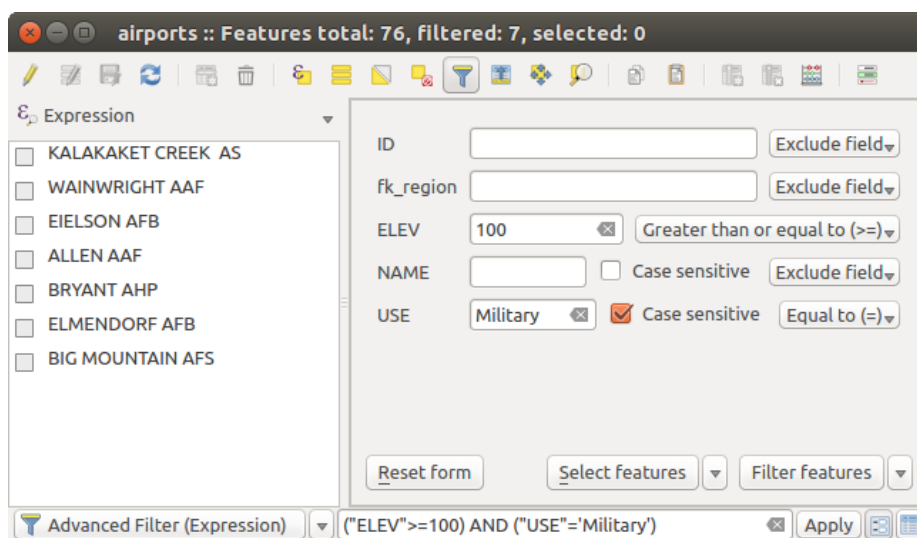 airports :: Features total: 76, filtered: 7, selected: 0
Expression
KALAKAKET CREEK  AS
WAINWRIGHT AAF
EIELSON AFB
ALLEN AAF
BRYANT AHP
ELMENDORF AFB
BIG MOUNTAIN AFS
ID Exclude field
fk_region Exclude field
ELEV 100 Greater than or equal to (>=)
NAME Case sensitive Exclude field
USE Military Case sensitive Equal to (=)
Reset form Select features Filter features
Advanced Filter (Expression) ("ELEV">=100) AND ("USE"='Military') Apply